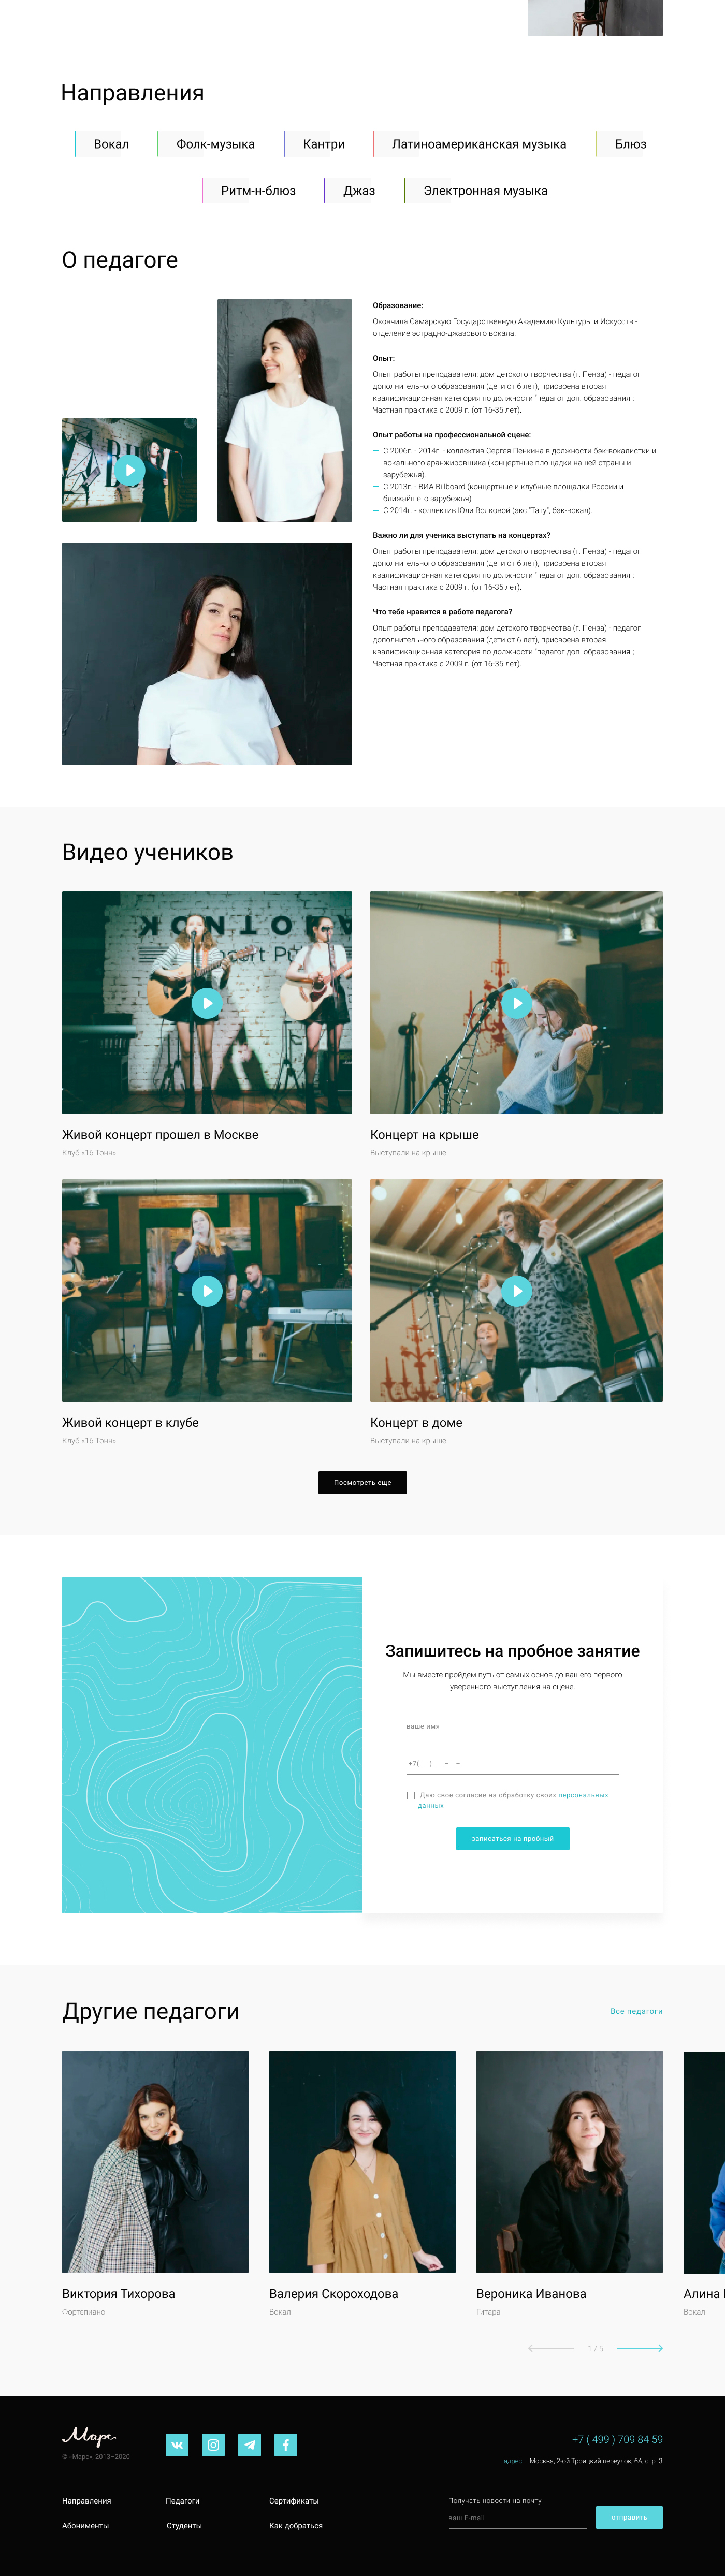 Направления
Вокал
Фолк-музыка
Кантри
Латиноамериканская музыка
Блюз
Ритм-н-блюз
Джаз
Электронная музыка
О педагоге
Образование:
Окончила Самарскую Государственную Академию Культуры и Искусств -
отделение эстрадно-джазового вокала.
Опыт:
Опыт работы преподавателя: дом детского творчества (г. Пенза) - педагог
дополнительного образования (дети от 6 лет), присвоена вторая
квалификационная категория по должности "педагог доп. образования";
Частная практика с 2009 г. (от 16-35 лет).
Опыт работы на профессиональной сцене:
С 2006г. - 2014г. - коллектив Сергея Пенкина в должности бэк-вокалистки и
вокального аранжировщика (концертные площадки нашей страны и
зарубежья).
С 2013г. - ВИА Billboard (концертные и клубные площадки России и
ближайшего зарубежья)
С 2014г. - коллектив Юли Волковой (экс "Тату", бэк-вокал).
Важно ли для ученика выступать на концертах?
Опыт работы преподавателя: дом детского творчества (г. Пенза) - педагог
дополнительного образования (дети от 6 лет), присвоена вторая
квалификационная категория по должности "педагог доп. образования";
Частная практика с 2009 г. (от 16-35 лет).
Что тебе нравится в работе педагога?
Опыт работы преподавателя: дом детского творчества (г. Пенза) - педагог
дополнительного образования (дети от 6 лет), присвоена вторая
квалификационная категория по должности "педагог доп. образования";
Частная практика с 2009 г. (от 16-35 лет).
Видео учеников
Живой концерт прошел в Москве
Клуб «16 Тонн»
Концерт на крыше
Выступали на крыше
Живой концерт в клубе
Клуб «16 Тонн»
Концерт в доме
Выступали на крыше
Посмотреть еще
Запишитесь на пробное занятие
Мы вместе пройдем путь от самых основ до вашего первого
уверенного выступления на сцене.
ваше имя
+7(___) ___–__–__
Даю свое согласие на обработку своих персональных
данных
записаться на пробный
Другие педагоги
Все педагоги
Виктория Тихорова
Фортепиано
Валерия Скороходова
Вокал
Вероника Иванова
Гитара
Алина
Вокал
1 / 5
Марс
© «Марс», 2013–2020
+7 ( 499 ) 709 84 59
адрес – Москва, 2-ой Троицкий переулок, 6А, стр. 3
Направления
Педагоги
Сертификаты
Абонименты
Студенты
Как добраться
Получать новости на почту
ваш E-mail
отправить